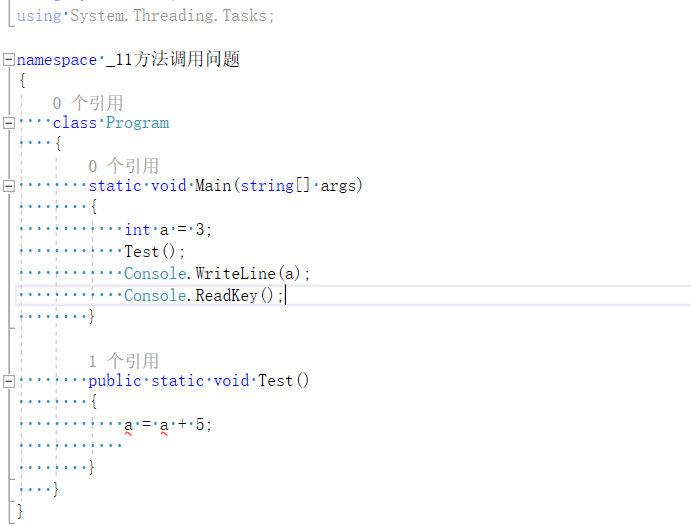 using System.Threading.Tasks;
namespace _11方法调用问题
{
0 个引用
class Program
{
0 个引用
static void Main(string[] args)
{
int a = 3;
Test();
Console.WriteLine(a);
Console.ReadKey();
}
1 个引用
public static void Test()
{
a = a + 5;
}
}
}